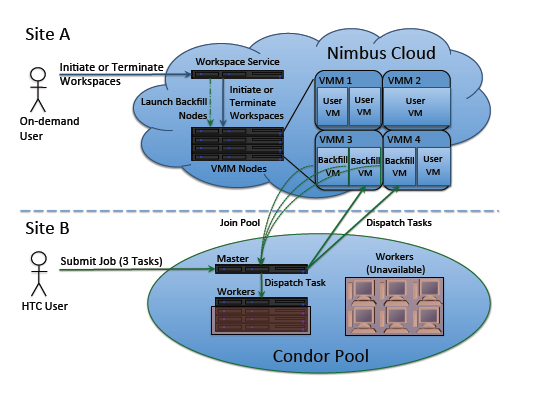 Site A
Nimbus Cloud
Initiate or Terminate
Workspaces
On-demand
User
Workspace Service
Launch Backfill
Nodes
Initiate or
Terminate
Workspaces
VMM Nodes
VMM 1
User
VM
User
VM
VMM 2
User
VM
VMM 3
Backfill
VM
Backfill
VM
VMM 4
Backfill
VM
User
VM
Join Pool
Dispatch Tasks
Site B
Submit Job (3 Tasks)
HTC User
Master
Dispatch Task
Workers
Workers
(Unavailable)
Condor Pool